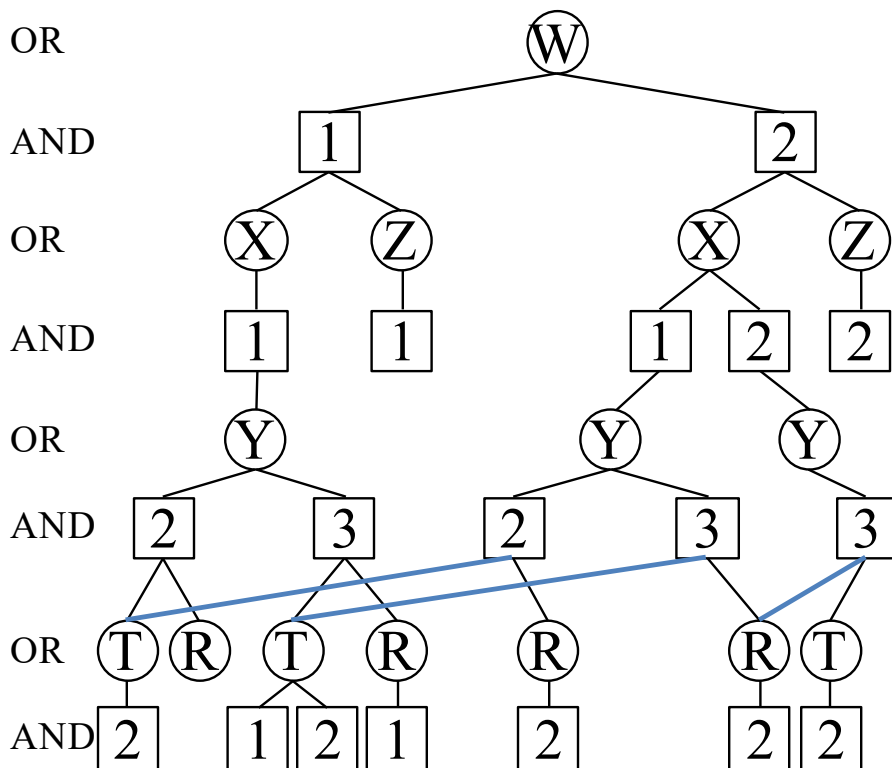 OR W
AND 1 2
OR X Z X Z
AND 1 1 1 2 2
OR Y Y Y
AND 2 3 2 3 3
OR T R T R R R T
AND 2 1 2 1 2 2 2